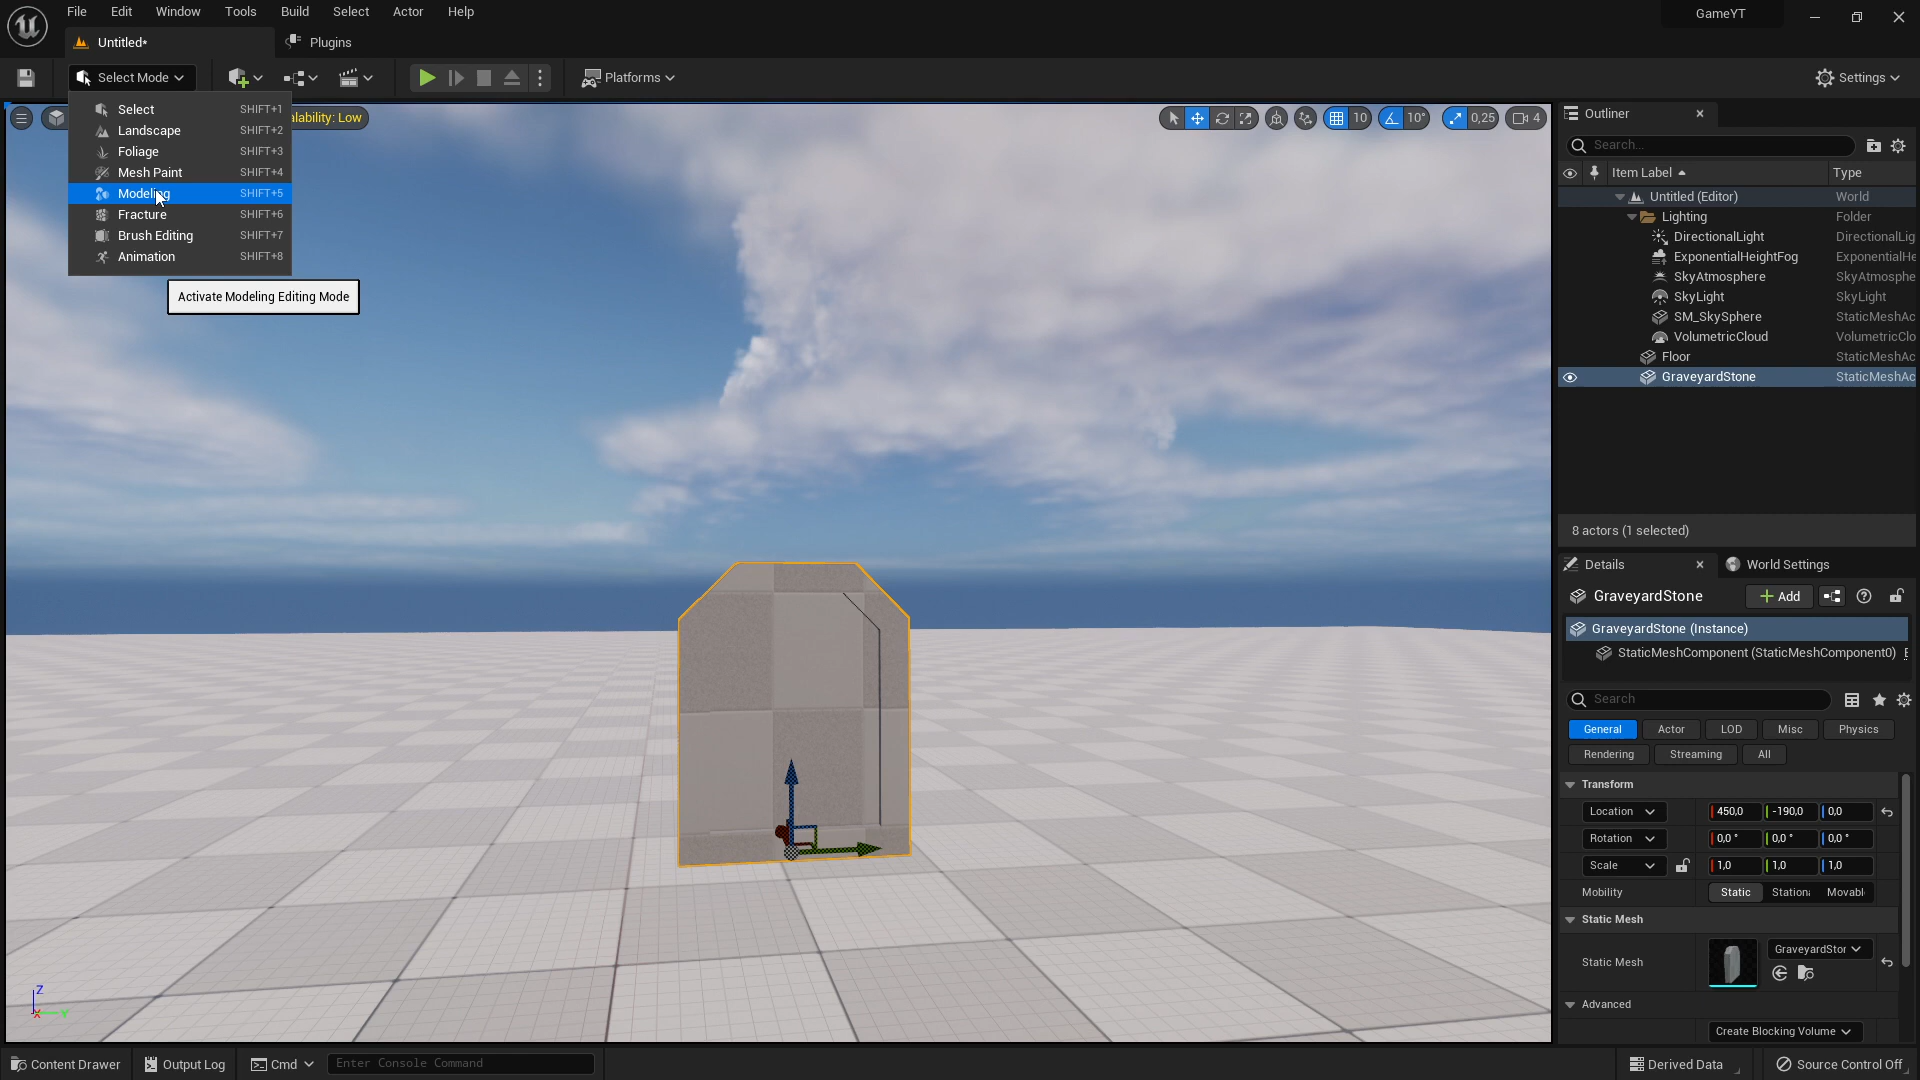 File Edit Window Tools Build Select Actor Help
GameYT
Untitled*
Plugins
Select Mode
Platforms
Settings
Select SHIFT+1
Landscape SHIFT+2
Foliage SHIFT+3
Mesh Paint SHIFT+4
Modeling SHIFT+5
Fracture SHIFT+6
Brush Editing SHIFT+7
Animation SHIFT+8
Activate Modeling Editing Mode
alability: Low
10
10°
0,25
4
Outliner
Search...
Item Label Type
Untitled (Editor) World
Lighting Folder
DirectionalLight DirectionalLig
ExponentialHeightFog ExponentialHe
SkyAtmosphere SkyAtmosphe
SkyLight SkyLight
SM_SkySphere StaticMeshAc
VolumetricCloud VolumetricClo
Floor StaticMeshAc
GraveyardStone StaticMeshAc
8 actors (1 selected)
Details
World Settings
GraveyardStone
Add
GraveyardStone (Instance)
StaticMeshComponent (StaticMeshComponent0)
Search
General Actor LOD Misc Physics
Rendering Streaming All
Transform
Location 450,0 -190,0 0,0
Rotation 0,0 ° 0,0 ° 0,0 °
Scale 1,0 1,0 1,0
Mobility Static Station Movabl
Static Mesh
Static Mesh GraveyardStor
Advanced
Create Blocking Volume
Z
X
Y
Content Drawer Output Log Cmd Enter Console Command
Derived Data Source Control Off